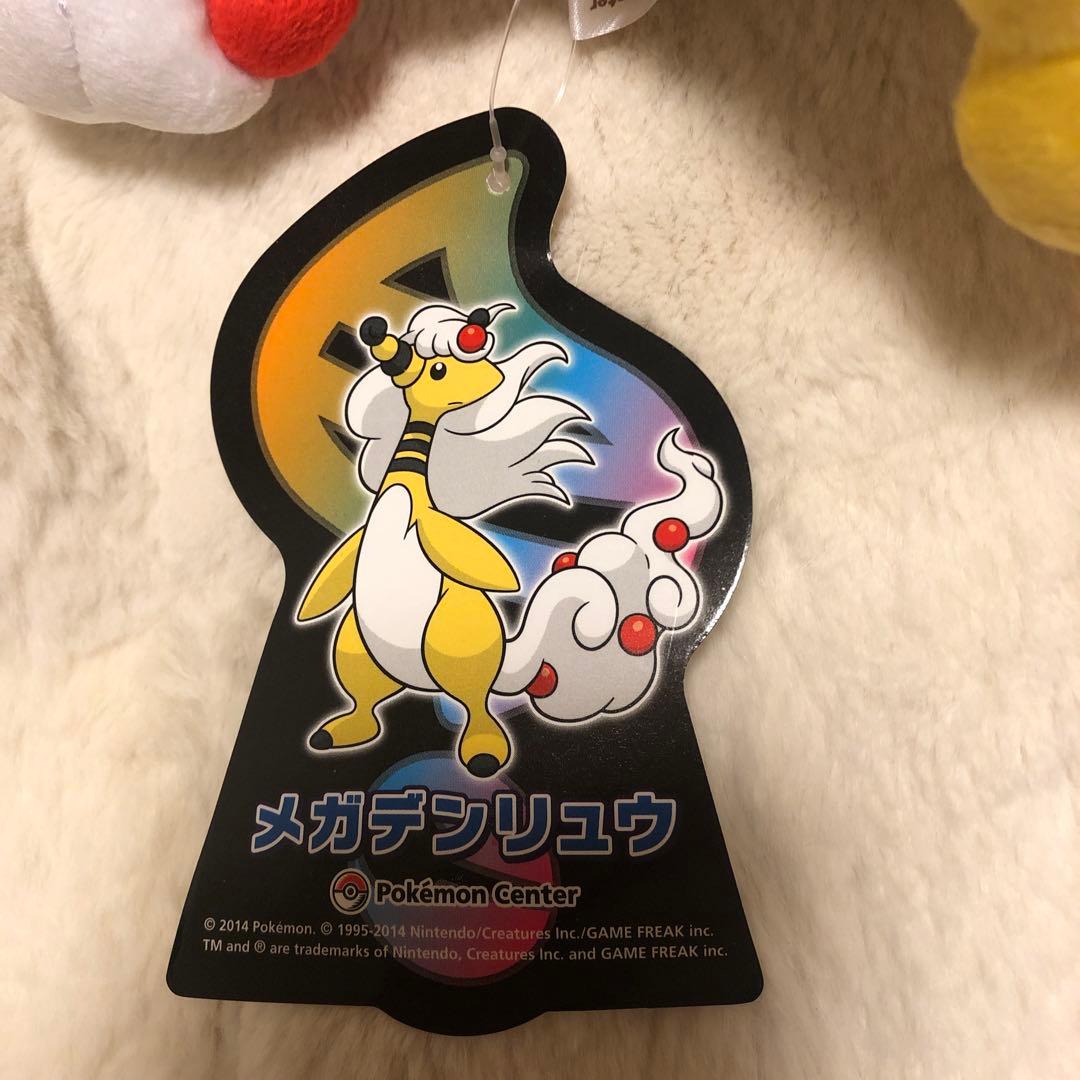 メガデンリュウ
Pokémon Center
© 2014 Pokémon. © 1995-2014 Nintendo/Creatures Inc./GAME FREAK inc.
TM and ® are trademarks of Nintendo, Creatures Inc. and GAME FREAK inc.